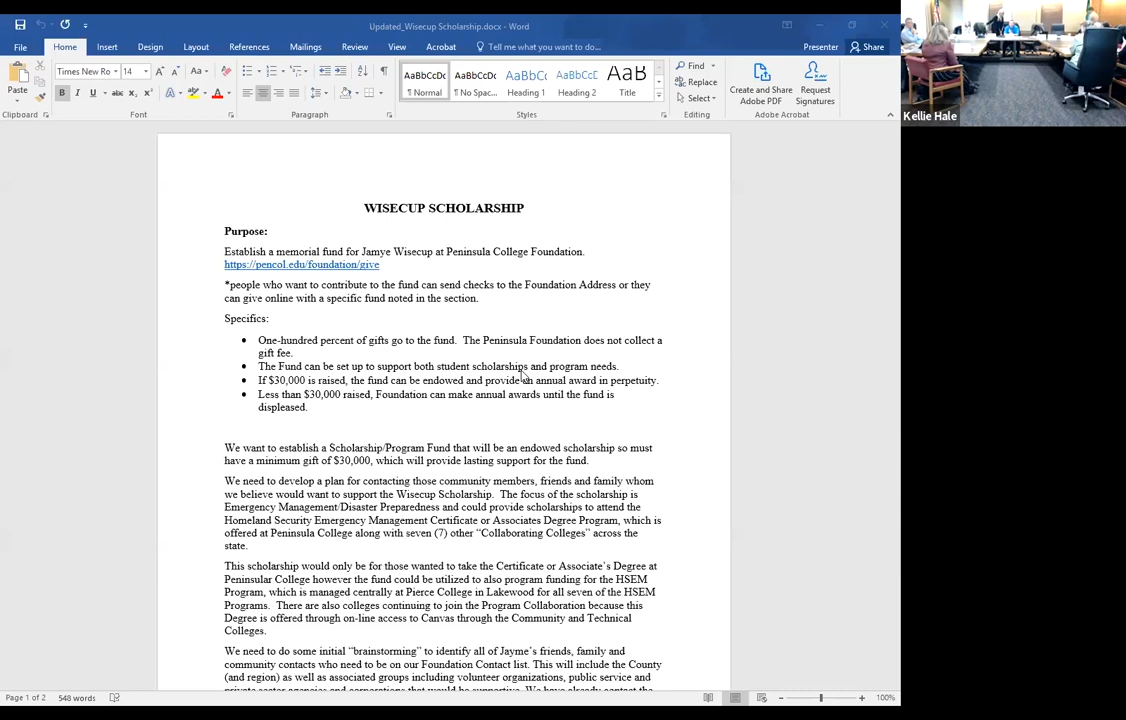 Updated_Wisecup Scholarship.docx - Word
File Home Insert Design Layout References Mailings Review View Acrobat Tell me what you want to do... Presenter Share
Times New Ro 14 Aa AaBbCcDc AaBbCcDc AaBbCc AaBbCcD AaB Find
Paste B I U abc x₂ x² A A ¶ Normal ¶ No Spac... Heading 1 Heading 2 Title Replace Select Create and Share Adobe PDF Request Signatures
Clipboard Font Paragraph Styles Editing Adobe Acrobat
Kellie Hale
WISECUP SCHOLARSHIP
Purpose:
Establish a memorial fund for Jamye Wisecup at Peninsula College Foundation.
https://pencol.edu/foundation/give
*people who want to contribute to the fund can send checks to the Foundation Address or they
can give online with a specific fund noted in the section.
Specifics:
• One-hundred percent of gifts go to the fund. The Peninsula Foundation does not collect a
gift fee.
• The Fund can be set up to support both student scholarships and program needs.
• If $30,000 is raised, the fund can be endowed and provide an annual award in perpetuity.
• Less than $30,000 raised, Foundation can make annual awards until the fund is
displeased.
We want to establish a Scholarship/Program Fund that will be an endowed scholarship so must
have a minimum gift of $30,000, which will provide lasting support for the fund.
We need to develop a plan for contacting those community members, friends and family whom
we believe would want to support the Wisecup Scholarship. The focus of the scholarship is
Emergency Management/Disaster Preparedness and could provide scholarships to attend the
Homeland Security Emergency Management Certificate or Associates Degree Program, which is
offered at Peninsula College along with seven (7) other “Collaborating Colleges” across the
state.
This scholarship would only be for those wanted to take the Certificate or Associate’s Degree at
Peninsular College however the fund could be utilized to also program funding for the HSEM
Program, which is managed centrally at Pierce College in Lakewood for all seven of the HSEM
Programs. There are also colleges continuing to join the Program Collaboration because this
Degree is offered through on-line access to Canvas through the Community and Technical
Colleges.
We need to do some initial “brainstorming” to identify all of Jayme’s friends, family and
community contacts who need to be on our Foundation Contact list. This will include the County
(and region) as well as associated groups including volunteer organizations, public service and
private sector agencies and corporations that would be supportive. We have already contact the
Page 1 of 2 548 words 100%